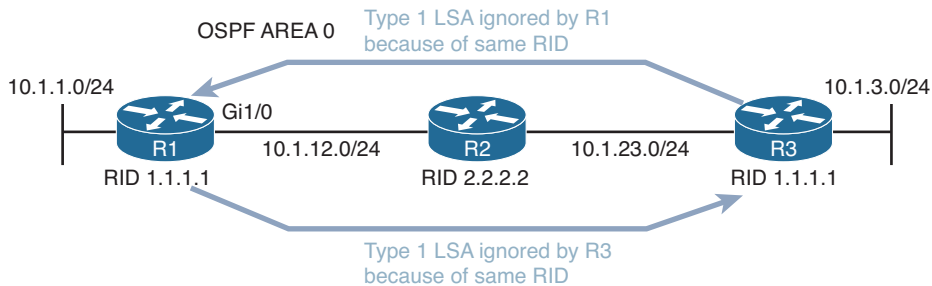 OSPF AREA 0
Type 1 LSA ignored by R1
because of same RID
10.1.1.0/24
10.1.3.0/24
Gi1/0
R1
R2
R3
10.1.12.0/24
10.1.23.0/24
RID 1.1.1.1
RID 2.2.2.2
RID 1.1.1.1
Type 1 LSA ignored by R3
because of same RID